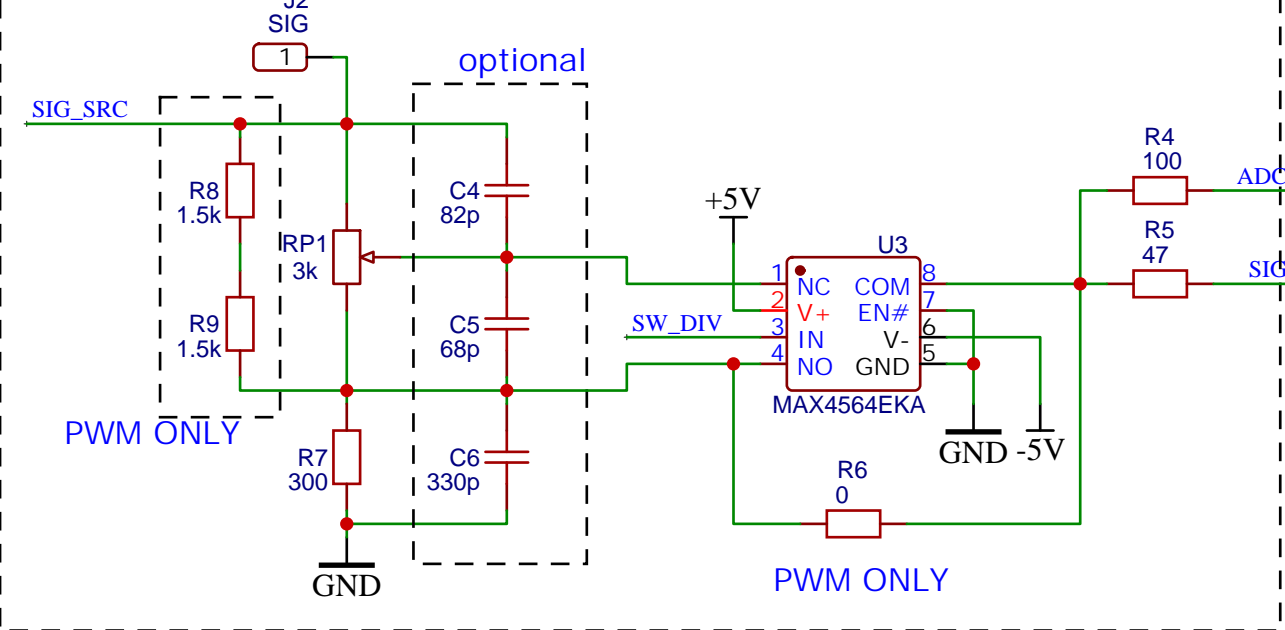 J2
SIG
1
optional
SIG_SRC
R8
1.5k
RP1
3k
R9
1.5k
PWM ONLY
R7
300
GND
C4
82p
C5
68p
C6
330p
+5V
SW_DIV
U3
1 NC COM 8
2 V+ EN# 7
3 IN V- 6
4 NO GND 5
MAX4564EKA
GND -5V
R6
0
PWM ONLY
R4
100
ADC
R5
47
SIG